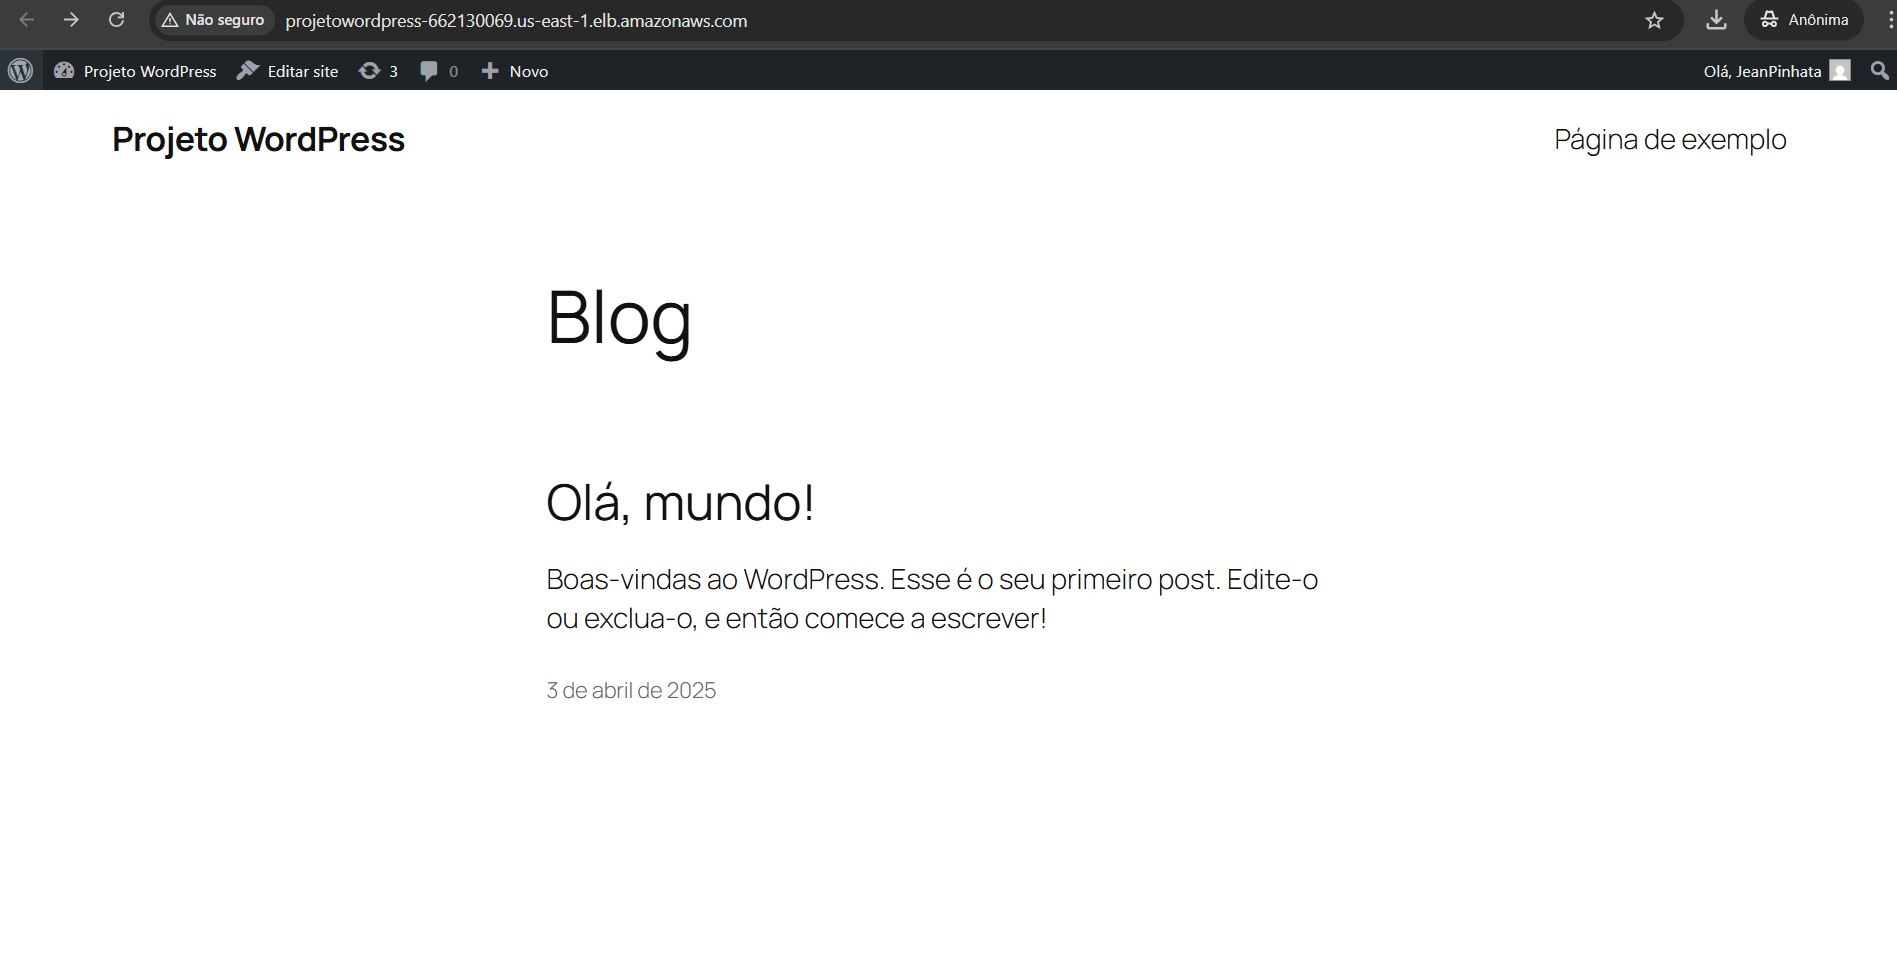 Não seguro projetowordpress-662130069.us-east-1.elb.amazonaws.com Anônima
Projeto WordPress Editar site 3 0 Novo Olá, JeanPinhata
Projeto WordPress Página de exemplo
Blog
Olá, mundo!
Boas-vindas ao WordPress. Esse é o seu primeiro post. Edite-o
ou exclua-o, e então comece a escrever!
3 de abril de 2025